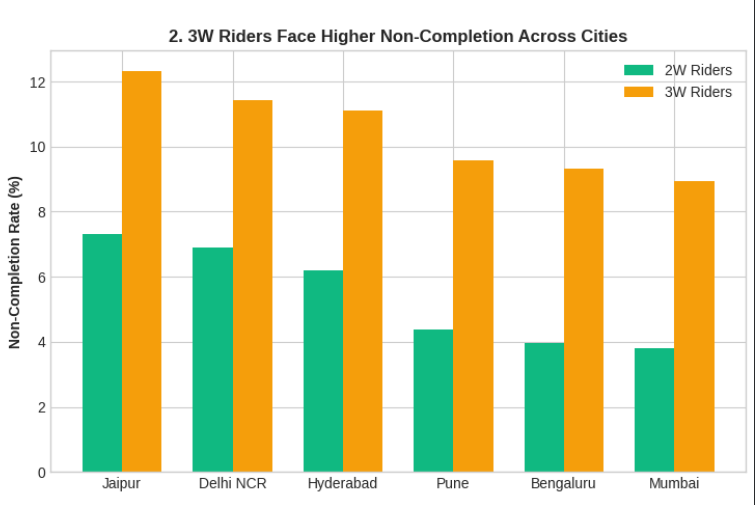 2. 3W Riders Face Higher Non-Completion Across Cities
2W Riders
3W Riders
Non-Completion Rate (%)
12
10
8
6
4
2
0
Jaipur Delhi NCR Hyderabad Pune Bengaluru Mumbai